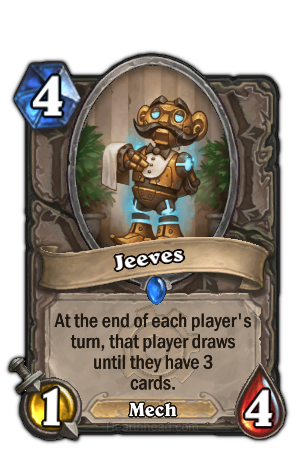 4
Jeeves
At the end of each player's
turn, that player draws
until they have 3
cards.
1
Mech
4